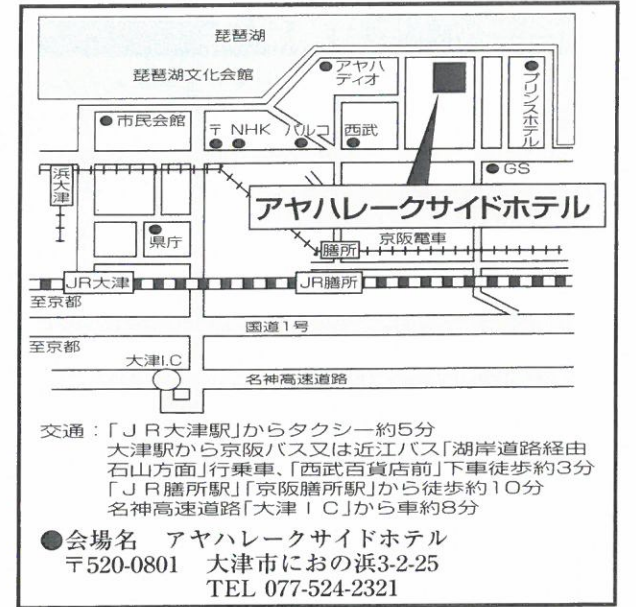 琵琶湖
琵琶湖文化会館
アヤハ
ディオ
プリンスホテル
市民会館
〒 NHK パルコ 西武
GS
浜大津
アヤハレークサイドホテル
県庁
京阪電車
膳所
JR大津
JR膳所
至京都
国道1号
至京都
大津I.C
名神高速道路
交通：「JR大津駅」からタクシー約5分
大津駅から京阪バス又は近江バス「湖岸道路経由
石山方面」行乗車、「西武百貨店前」下車徒歩約3分
「JR膳所駅」「京阪膳所駅」から徒歩約10分
名神高速道路「大津IC」から車約8分
●会場名 アヤハレークサイドホテル
〒520-0801 大津市におの浜3-2-25
TEL 077-524-2321